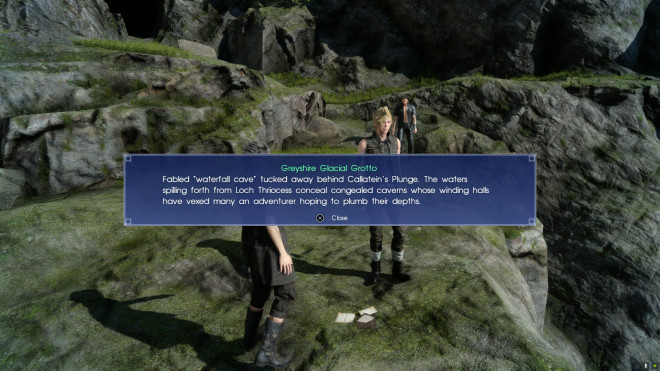 Greyshire Glacial Grotto
Fabled "waterfall cave" tucked away behind Callatein's Plunge. The waters
spilling forth from Loch Thriocess conceal congealed caverns whose winding halls
have vexed many an adventurer hoping to plumb their depths.
Close